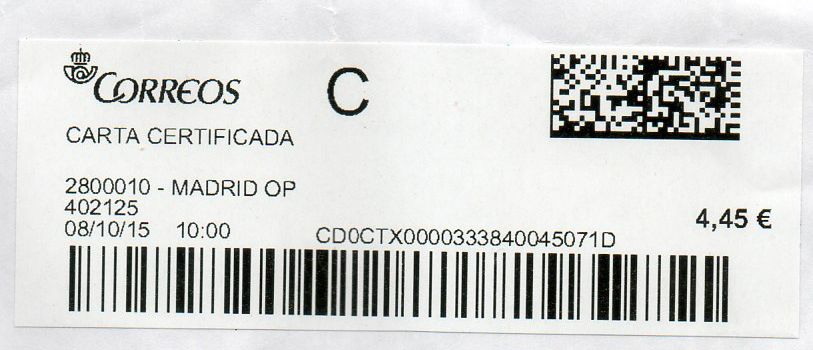 CORREOS
C
CARTA CERTIFICADA
2800010 - MADRID OP
402125
08/10/15 10:00
CD0CTX0000333840045071D
4,45 €